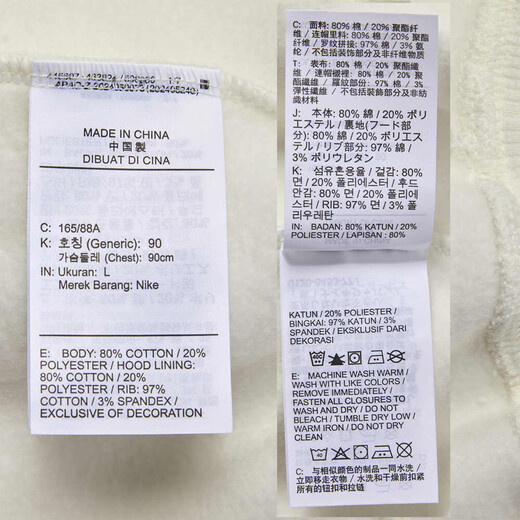 MADE IN CHINA
中国製
DIBUAT DI CINA
C: 165/88A
K: 호칭 (Generic): 90
가슴둘레 (Chest): 90cm
IN: Ukuran: L
Merek Barang: Nike
E: BODY: 80% COTTON / 20%
POLYESTER / HOOD LINING:
80% COTTON / 20%
POLYESTER / RIB: 97%
COTTON / 3% SPANDEX /
EXCLUSIVE OF DECORATION
C: 面料: 80% 棉 / 20% 聚酯纤
维 / 连帽里料: 80% 棉 / 20% 聚酯
纤维 / 罗纹拼接: 97% 棉 / 3% 氨
纶 / 不包括装饰部分及非纤维物质
T: 表布: 80% 棉 / 20% 聚酯纖維
/ 連帽襯裡: 80% 棉 / 20% 聚
酯纖維 / 羅紋: 97% 棉 / 3%
彈性纖維 / 不包括裝飾部分及非紡
織材料
J: 本体: 80% 綿 / 20% ポリ
エステル / 裏地(フード部
分): 80% 綿 / 20% ポリエス
テル / リブ部分: 97% 綿 /
3% ポリウレタン
K: 섬유혼용율 / 겉감: 80%
면 / 20% 폴리에스터 / 후드
안감: 80% 면 / 20% 폴리에
스터 / RIB: 97% 면 / 3% 폴
리우레탄
IN: BADAN: 80% KATUN / 20%
POLIESTER / LAPISAN : 80%
KATUN / 20% POLIESTER /
BINGKAI: 97% KATUN / 3%
SPANDEK / EKSKLUSIF DARI
DEKORASI
E: MACHINE WASH WARM /
WASH WITH LIKE COLORS /
REMOVE IMMEDIATELY /
FASTEN ALL CLOSURES TO
WASH AND DRY / DO NOT
BLEACH / TUMBLE DRY LOW /
WARM IRON / DO NOT DRY
CLEAN
C: 与相似颜色的制品一同水洗 /
立即移走衣物 / 水洗和干燥前扣紧
所有的钮扣和拉链